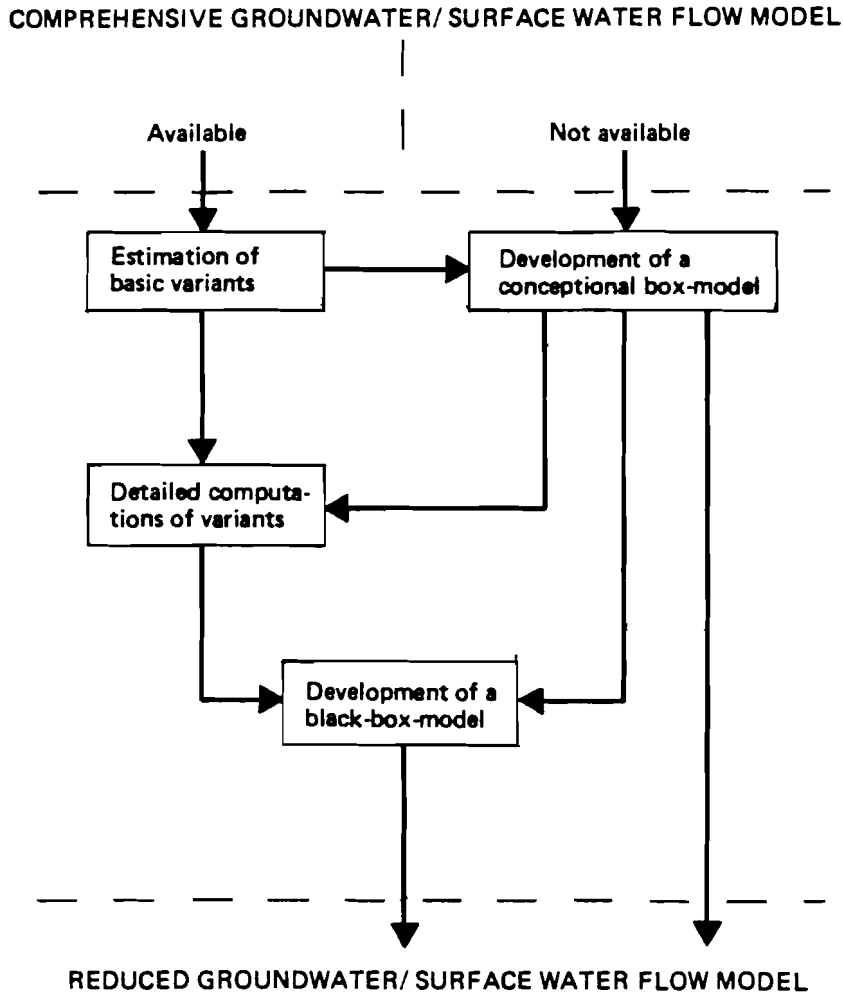 COMPREHENSIVE GROUNDWATER/ SURFACE WATER FLOW MODEL
Available
Not available
Estimation of
basic variants
Development of a
conceptional box-model
Detailed computa-
tions of variants
Development of a
black-box-model
REDUCED GROUNDWATER/ SURFACE WATER FLOW MODEL